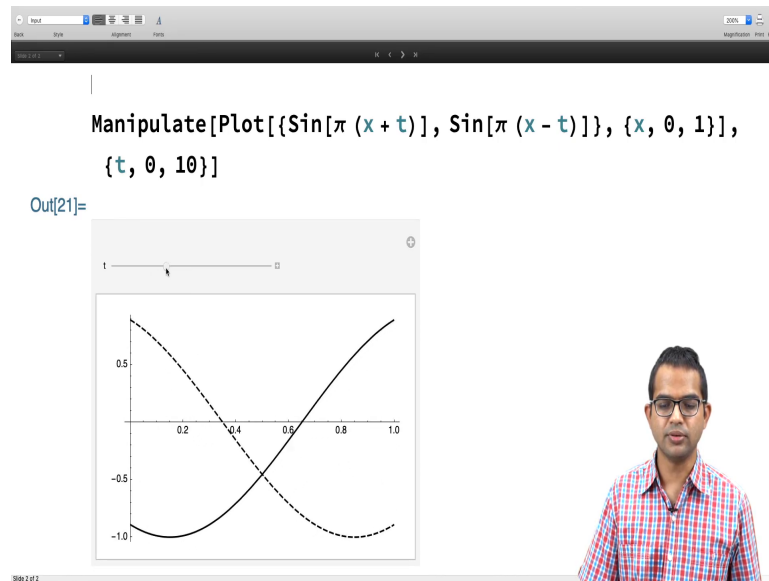 Input
200%
Back Style Alignment Fonts Magnification Print
Slide 2 of 2
Manipulate[Plot[{Sin[π (x + t)], Sin[π (x - t)]}, {x, 0, 1}],
{t, 0, 10}]
Out[21]=
t
0.5
0.2 0.4 0.6 0.8 1.0
-0.5
-1.0
Slide 2 of 2